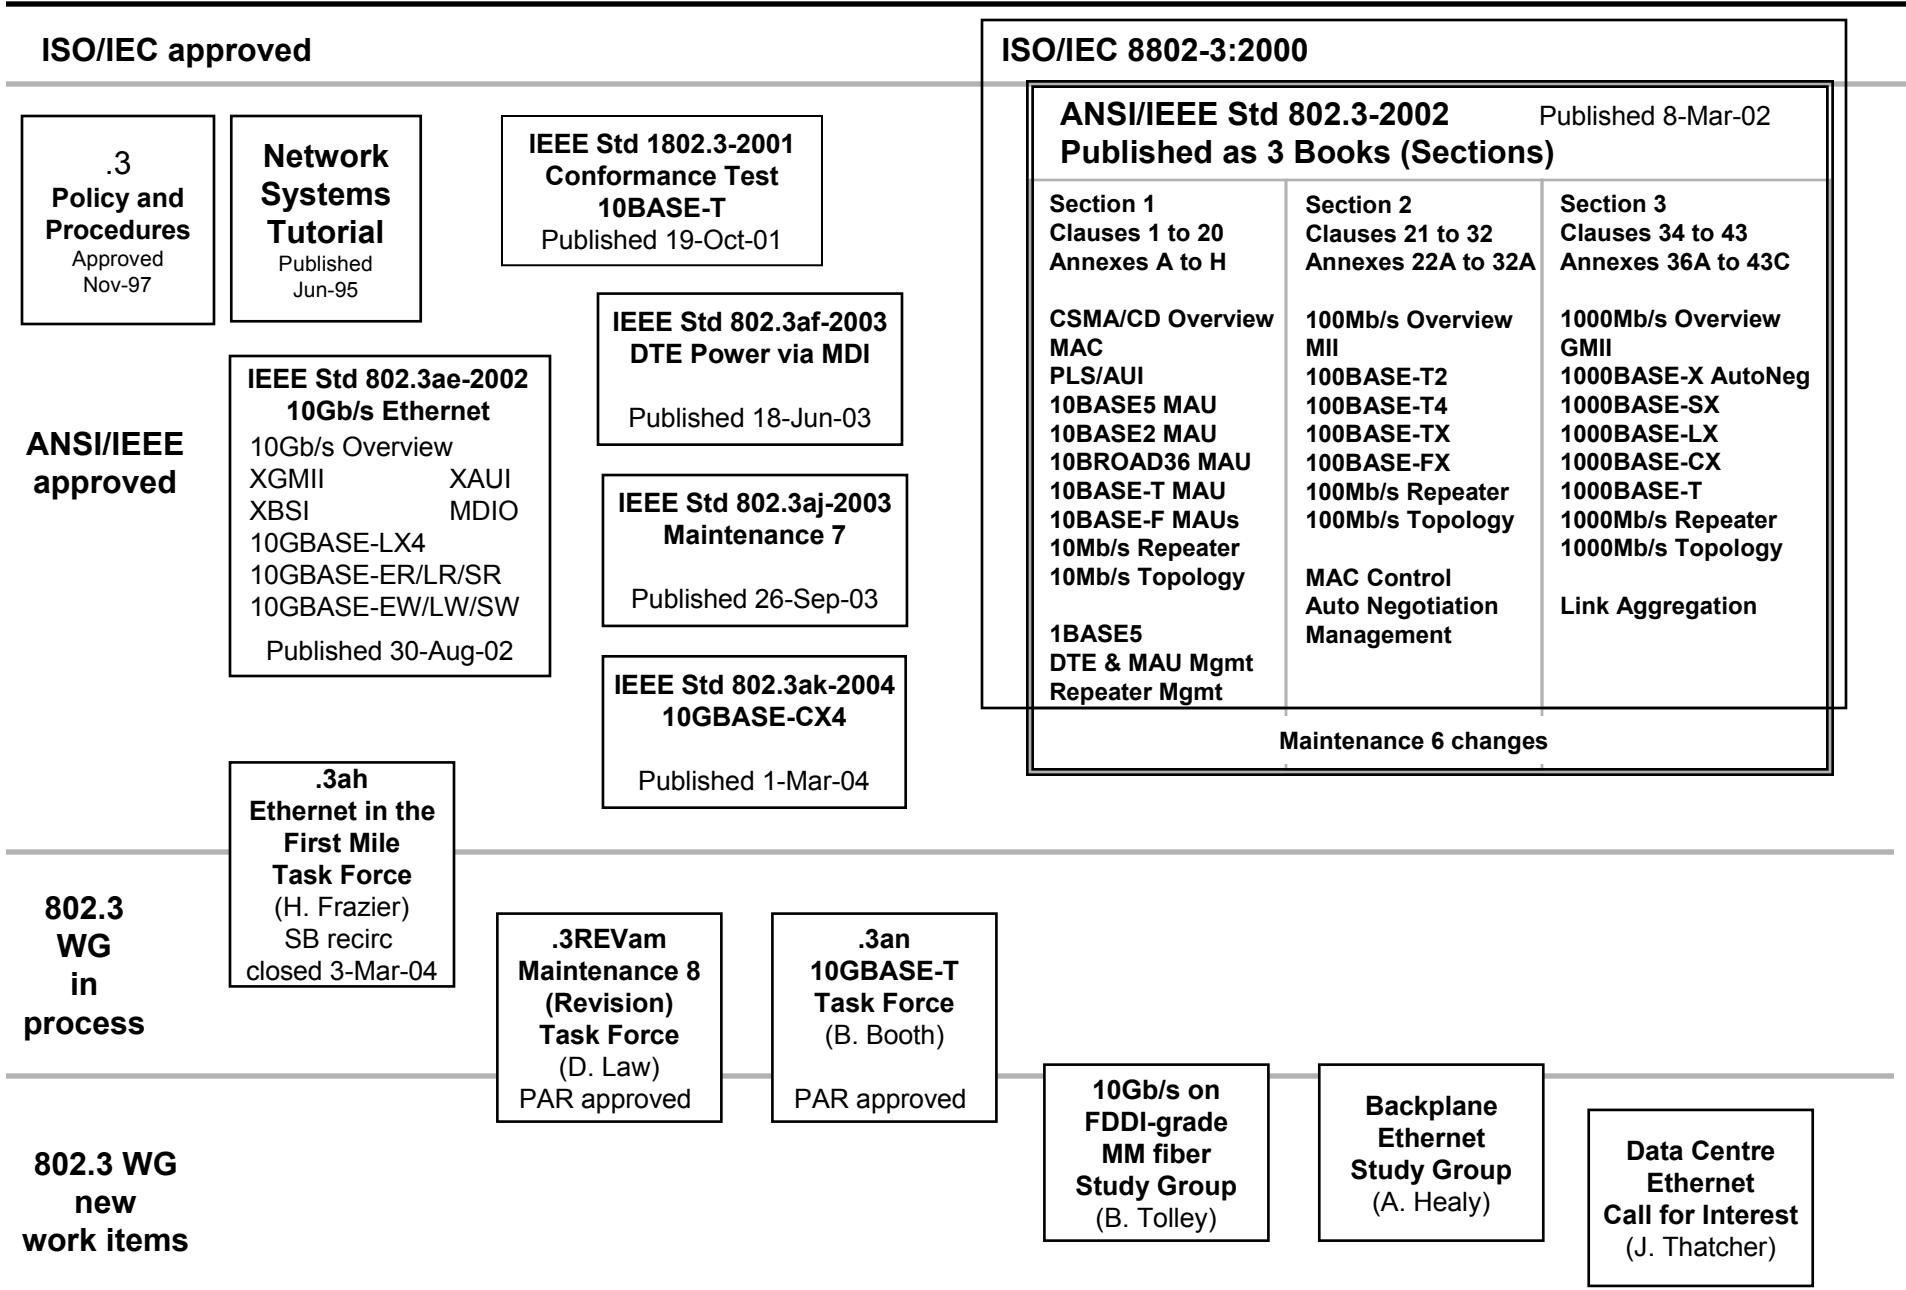 ISO/IEC approved
ISO/IEC 8802-3:2000
ANSI/IEEE Std 802.3-2002 Published 8-Mar-02
Published as 3 Books (Sections)
Section 1
Clauses 1 to 20
Annexes A to H
CSMA/CD Overview
MAC
PLS/AUI
10BASE5 MAU
10BASE2 MAU
10BROAD36 MAU
10BASE-T MAU
10BASE-F MAUs
10Mb/s Repeater
10Mb/s Topology
1BASE5
DTE & MAU Mgmt
Repeater Mgmt
Section 2
Clauses 21 to 32
Annexes 22A to 32A
100Mb/s Overview
MII
100BASE-T2
100BASE-T4
100BASE-TX
100BASE-FX
100Mb/s Repeater
100Mb/s Topology
MAC Control
Auto Negotiation
Management
Section 3
Clauses 34 to 43
Annexes 36A to 43C
1000Mb/s Overview
GMII
1000BASE-X AutoNeg
1000BASE-SX
1000BASE-LX
1000BASE-CX
1000BASE-T
1000Mb/s Repeater
1000Mb/s Topology
Link Aggregation
Maintenance 6 changes
ANSI/IEEE
approved
.3
Policy and
Procedures
Approved
Nov-97
Network
Systems
Tutorial
Published
Jun-95
IEEE Std 1802.3-2001
Conformance Test
10BASE-T
Published 19-Oct-01
IEEE Std 802.3ae-2002
10Gb/s Ethernet
10Gb/s Overview
XGMII XAUI
XBSI MDIO
10GBASE-LX4
10GBASE-ER/LR/SR
10GBASE-EW/LW/SW
Published 30-Aug-02
IEEE Std 802.3af-2003
DTE Power via MDI
Published 18-Jun-03
IEEE Std 802.3aj-2003
Maintenance 7
Published 26-Sep-03
IEEE Std 802.3ak-2004
10GBASE-CX4
Published 1-Mar-04
802.3
WG
in
process
.3ah
Ethernet in the
First Mile
Task Force
(H. Frazier)
SB recirc
closed 3-Mar-04
.3REVam
Maintenance 8
(Revision)
Task Force
(D. Law)
PAR approved
.3an
10GBASE-T
Task Force
(B. Booth)
PAR approved
802.3 WG
new
work items
10Gb/s on
FDDI-grade
MM fiber
Study Group
(B. Tolley)
Backplane
Ethernet
Study Group
(A. Healy)
Data Centre
Ethernet
Call for Interest
(J. Thatcher)